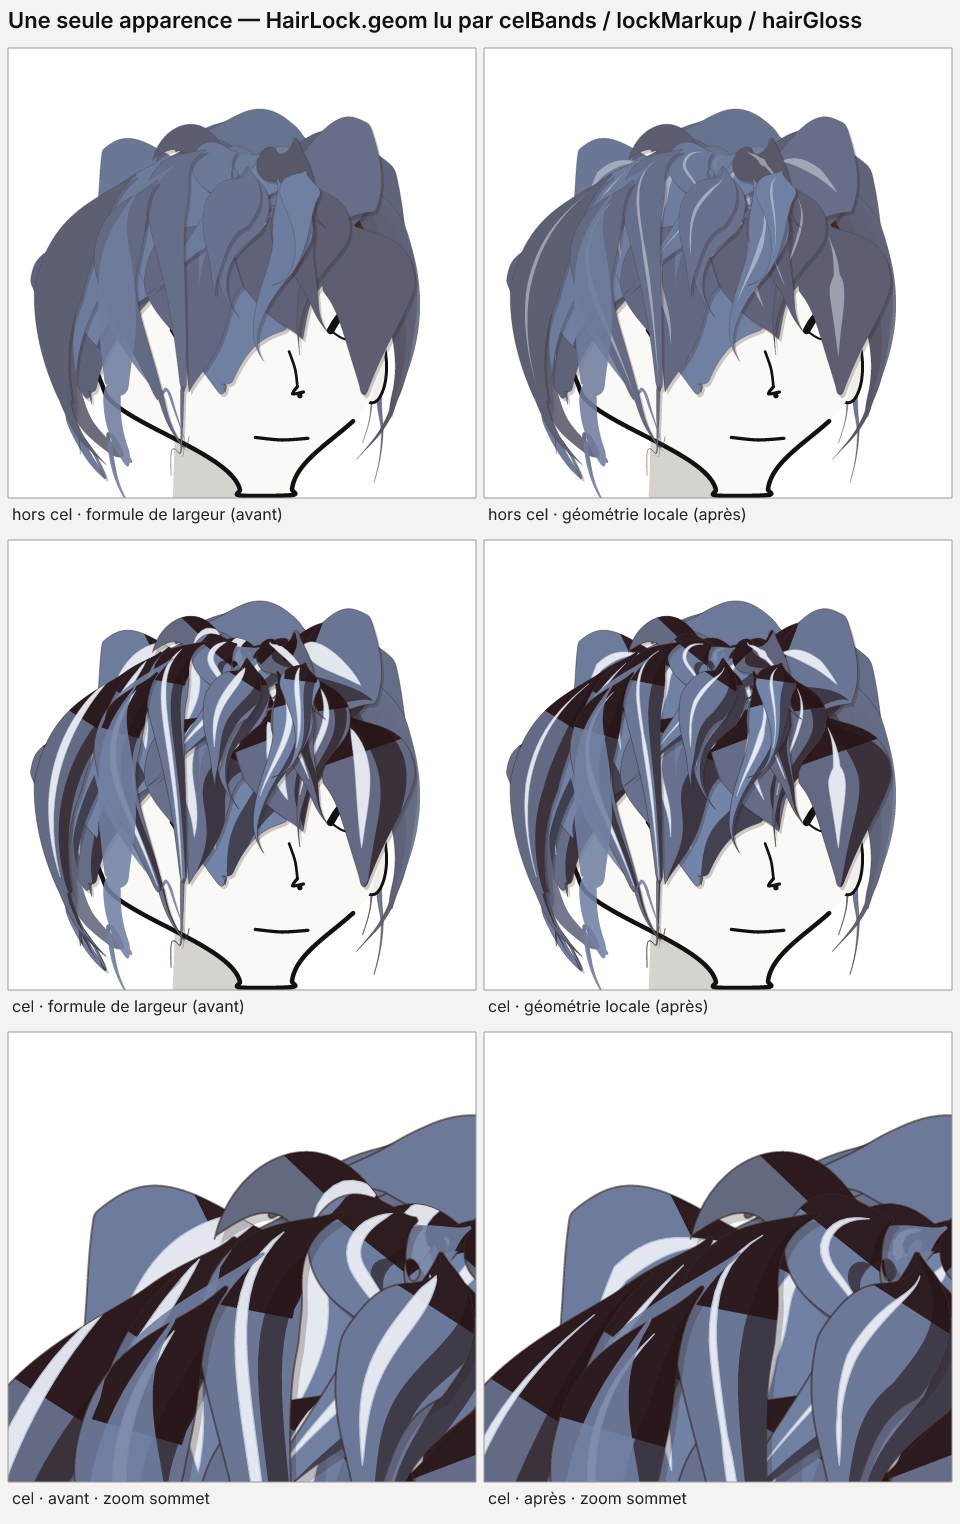 Une seule apparence — HairLock.geom lu par celBands / lockMarkup / hairGloss
hors cel · formule de largeur (avant)
hors cel · géométrie locale (après)
cel · formule de largeur (avant)
cel · géométrie locale (après)
cel · avant · zoom sommet
cel · après · zoom sommet